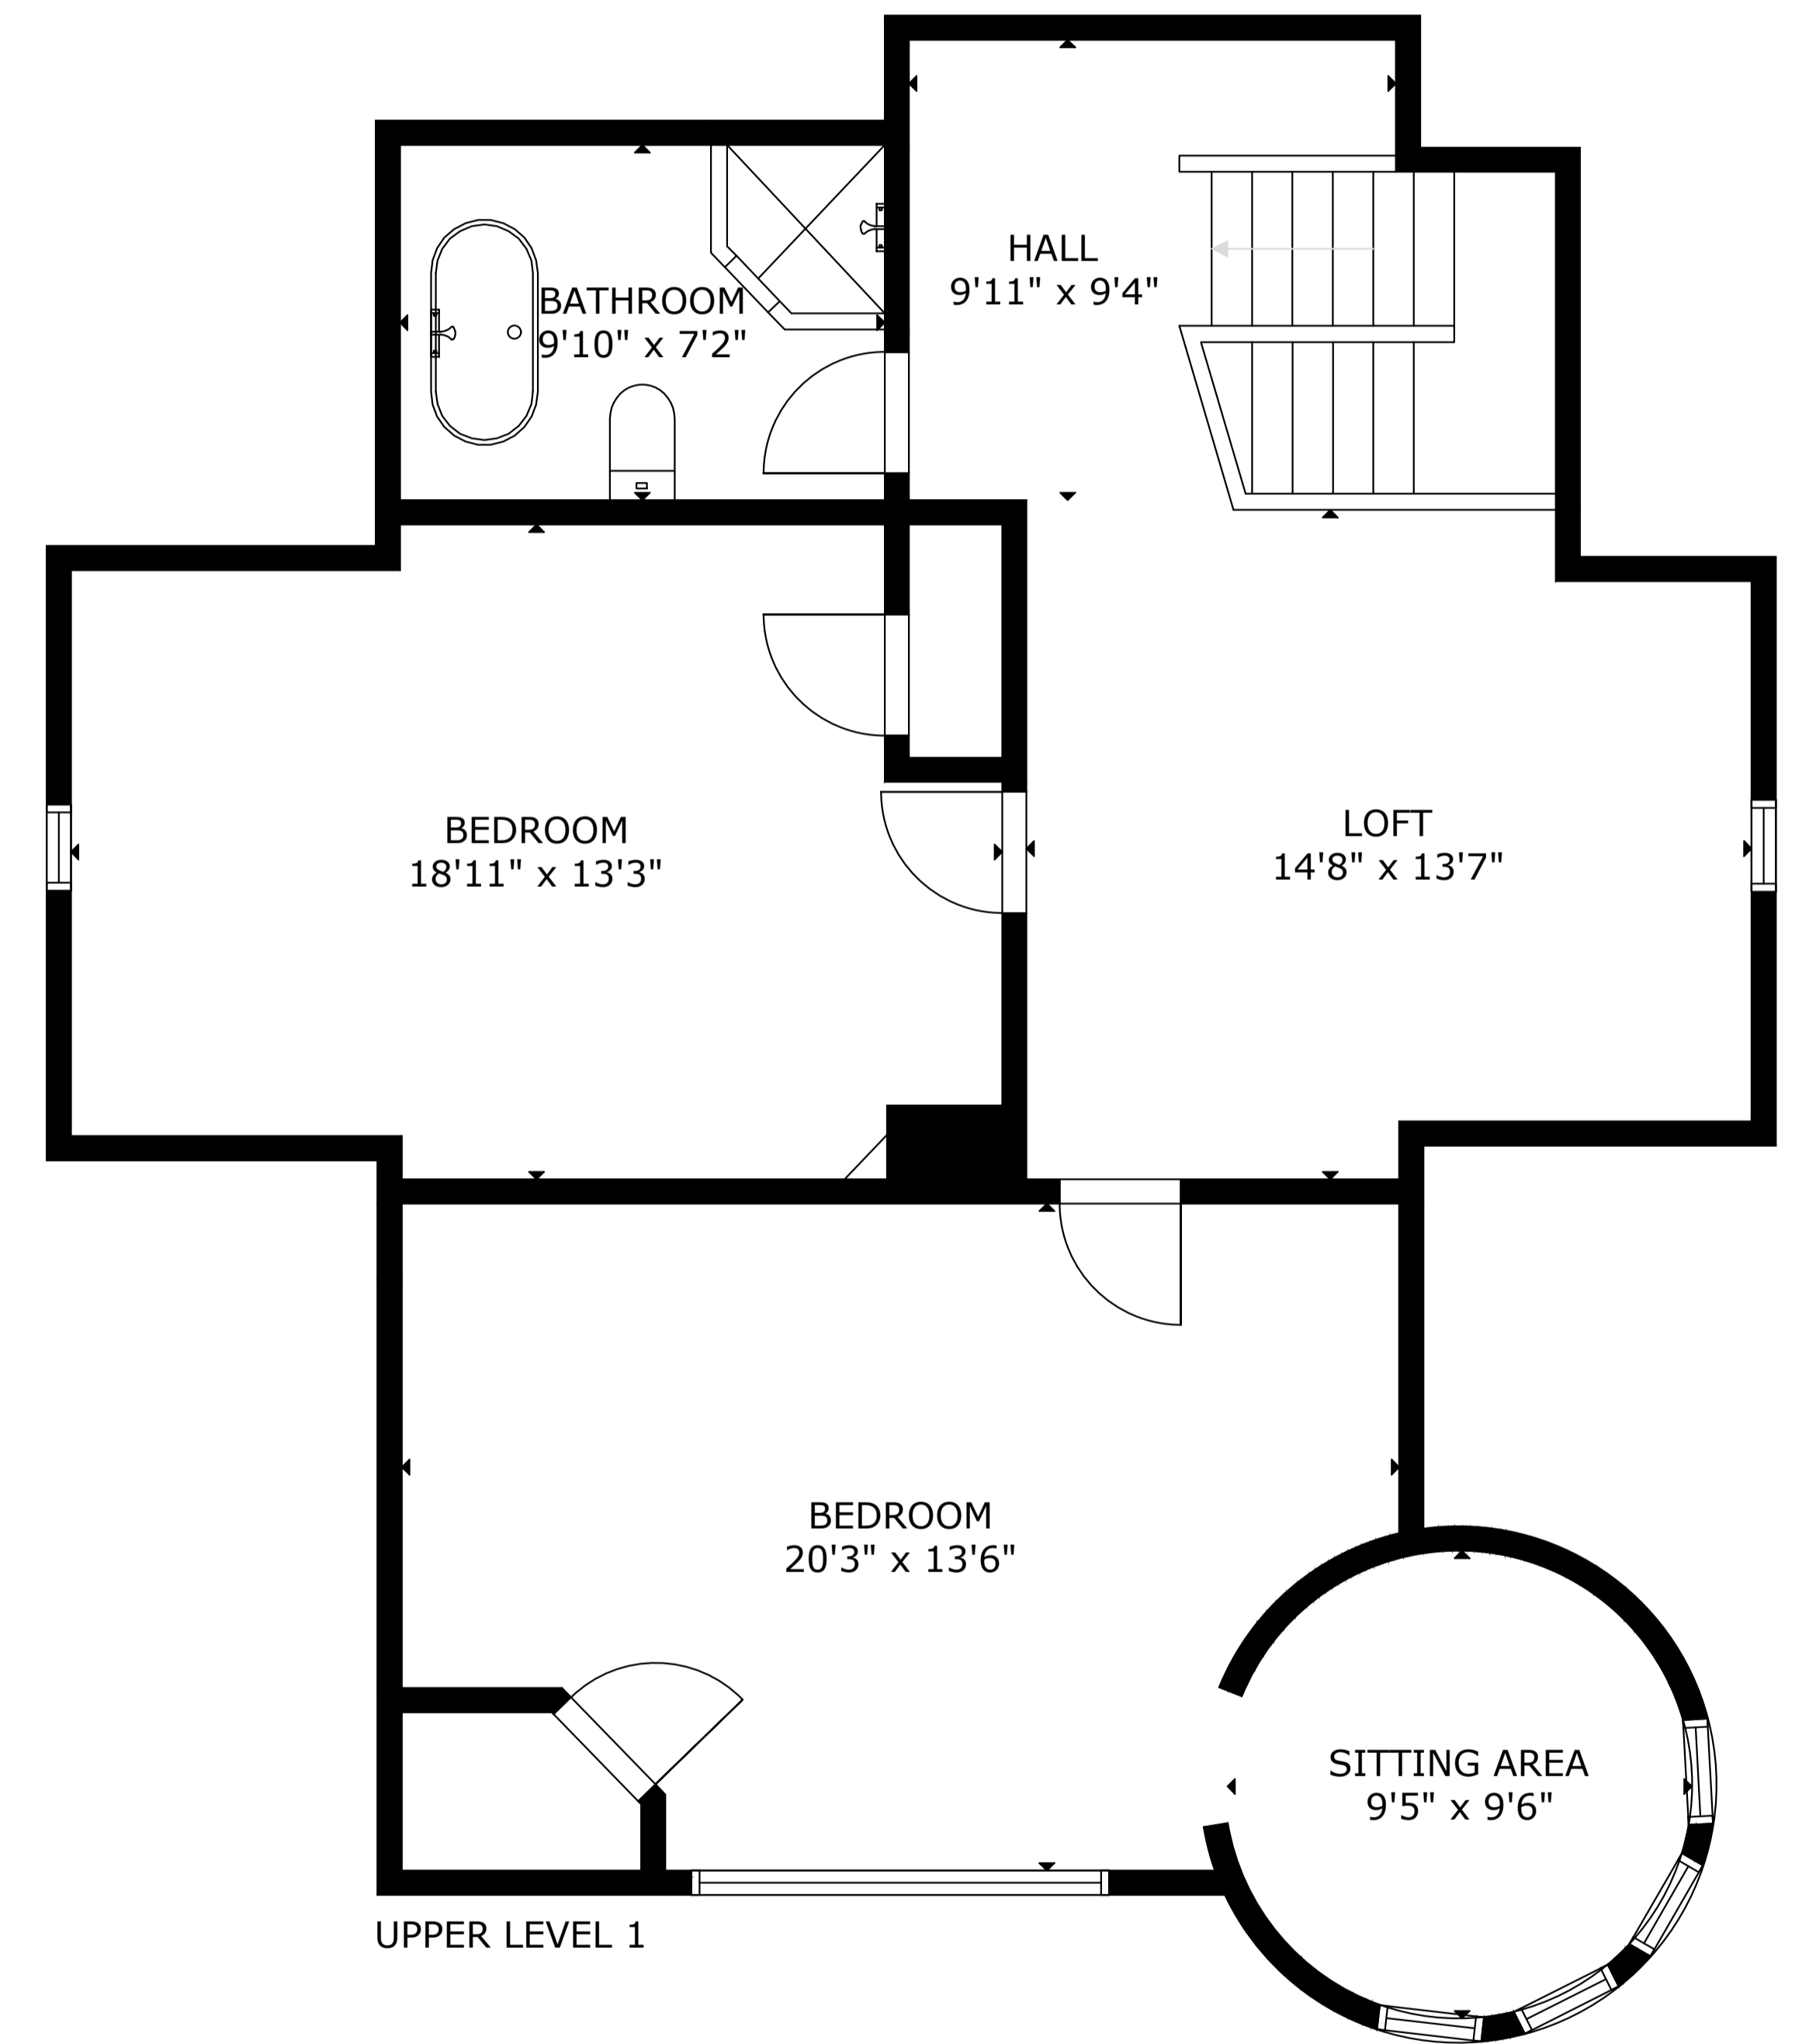 HALL
9'11" x 9'4"
BATHROOM
9'10" x 7'2"
BEDROOM
18'11" x 13'3"
LOFT
14'8" x 13'7"
BEDROOM
20'3" x 13'6"
SITTING AREA
9'5" x 9'6"
UPPER LEVEL 1